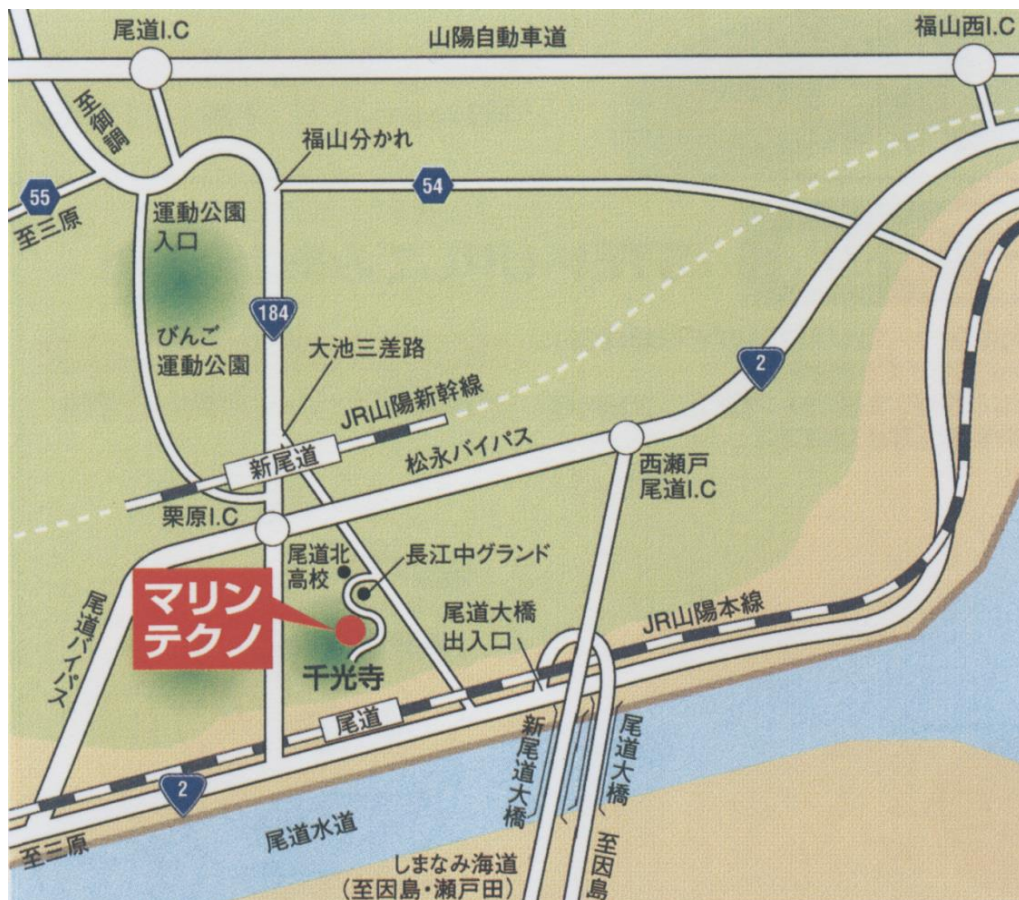 尾道I.C
山陽自動車道
福山西I.C
至御調
福山分かれ
55
54
至三原
運動公園
入口
184
びんご
運動公園
大池三差路
2
JR山陽新幹線
新尾道
松永バイパス
西瀬戸
尾道I.C
栗原I.C
尾道北
高校
長江中グランド
マリン
テクノ
尾道大橋
出入口
JR山陽本線
尾道バイパス
千光寺
尾道
新尾道大橋
尾道大橋
2
尾道水道
至三原
しまなみ海道
(至因島・瀬戸田)
至因島